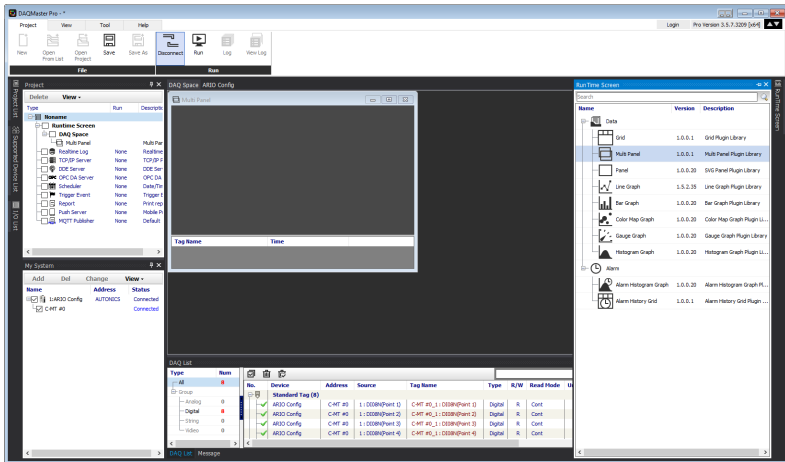 DAQMaster Pro - *
Project View Tool Help
Login Pro Version 3.5.7.3209 [x64]
New
Open From List
Open Project
Save
Save As
Disconnect
Run
Log
View Log
File
Run
Project List
Supported Device List
I/O List
Project
Delete View
Type Run Descriptio
Noname
Runtime Screen
DAQ Space
Multi Panel Multi Par
Realtime Log None Realtime
TCP/IP Server None TCP/IP F
DDE Server None DDE Ser
OPC OPC DA Server None OPC DA
Scheduler None Date/Tin
Trigger Event None Trigger E
Report None Print rep
Push Server None Mobile Pu
MQTT Publisher None Default
My System
Add Del Change View
Name Address Status
1:ARIO Config AUTONICS Connected
C-MT #0 Connected
DAQ Space ARIO Config
Multi Panel
Tag Name Time
DAQ List
Type Num
All 8
Group
Analog 0
Digital 8
String 0
Video 0
No. Device Address Source Tag Name Type R/W Read Mode Un
Standard Tag (8)
ARIO Config C-MT #0 1 : DI08N(Point 1) C-MT #0_1 : DI08N(Point 1) Digital R Cont
ARIO Config C-MT #0 1 : DI08N(Point 2) C-MT #0_1 : DI08N(Point 2) Digital R Cont
ARIO Config C-MT #0 1 : DI08N(Point 3) C-MT #0_1 : DI08N(Point 3) Digital R Cont
ARIO Config C-MT #0 1 : DI08N(Point 4) C-MT #0_1 : DI08N(Point 4) Digital R Cont
DAQ List Message
RunTime Screen
Search
Name Version Description
Data
Grid 1.0.0.1 Grid Plugin Library
Multi Panel 1.0.0.1 Multi Panel Plugin Library
Panel 1.0.0.20 SVG Panel Plugin Library
Line Graph 1.5.2.35 Line Graph Plugin Library
Bar Graph 1.0.0.20 Bar Graph Plugin Library
Color Map Graph 1.0.0.20 Color Map Graph Plugin Li...
Gauge Graph 1.0.0.20 Gauge Graph Plugin Library
Histogram Graph 1.0.0.20 Histogram Graph Plugin Li...
Alarm
Alarm Histogram Graph 1.0.0.20 Alarm Histogram Graph Pl...
Alarm History Grid 1.0.0.1 Alarm History Grid Plugin ...
RunTime Screen